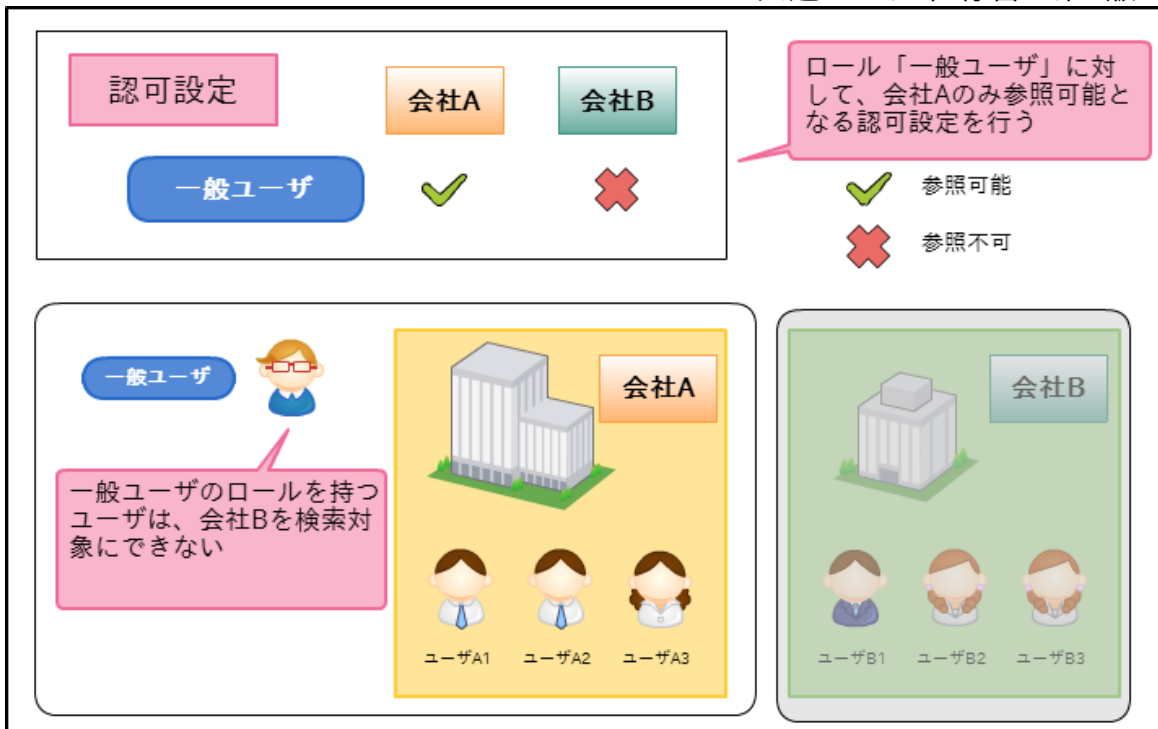 認可設定
会社A
会社B
ロール「一般ユーザ」に対
して、会社Aのみ参照可能と
なる認可設定を行う
一般ユーザ
参照可能
参照不可
一般ユーザ
会社A
会社B
一般ユーザのロールを持つ
ユーザは、会社Bを検索対
象にできない
ユーザA1
ユーザA2
ユーザA3
ユーザB1
ユーザB2
ユーザB3